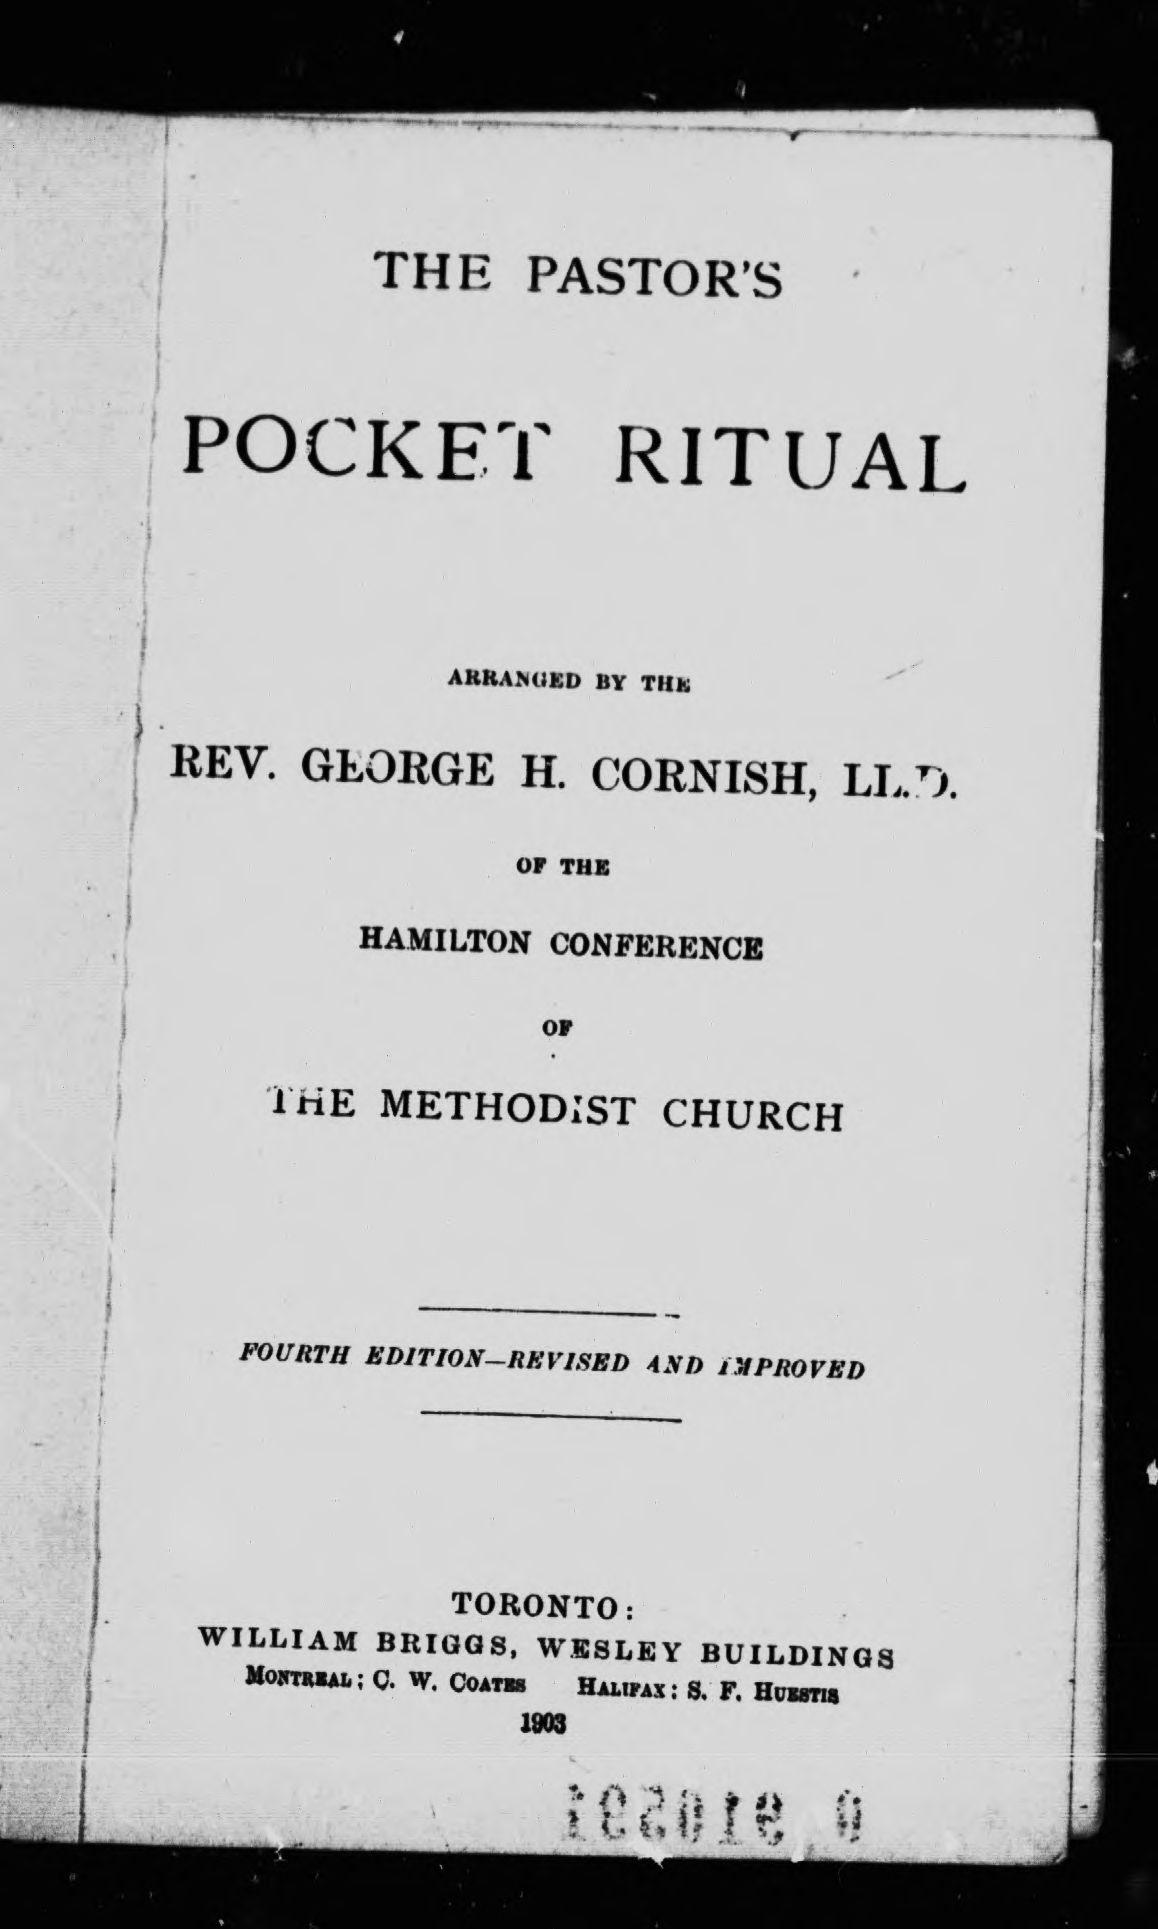 THE PASTOR'S
POCKET RITUAL
ARRANGED BY THE
REV. GEORGE H. CORNISH, LL.D.
OF THE
HAMILTON CONFERENCE
OF
THE METHODIST CHURCH
FOURTH EDITION—REVISED AND IMPROVED
TORONTO:
WILLIAM BRIGGS, WESLEY BUILDINGS
MONTREAL: C. W. COATES HALIFAX: S. F. HUESTIS
1903